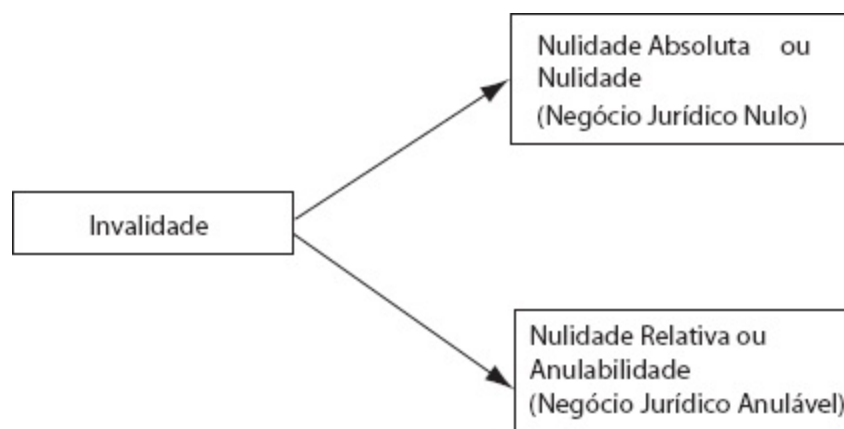 Nulidade Absoluta ou
Nulidade
(Negócio Jurídico Nulo)
Invalidade
Nulidade Relativa ou
Anulabilidade
(Negócio Jurídico Anulável)